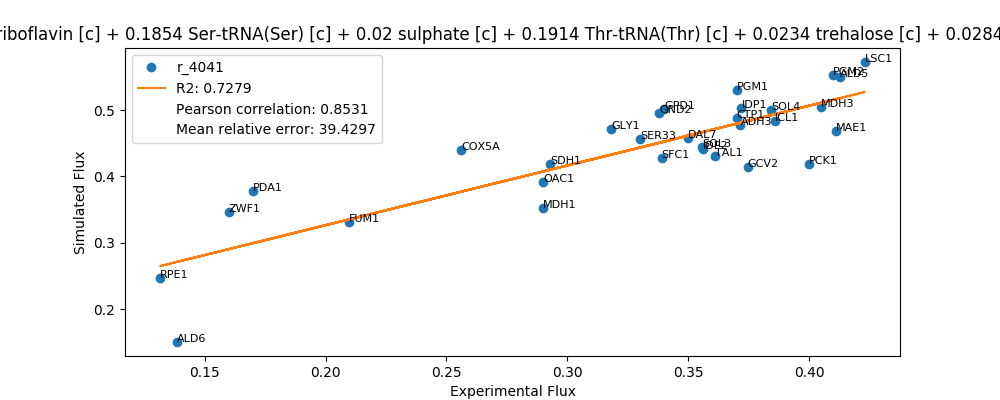 riboflavin [c] + 0.1854 Ser-tRNA(Ser) [c] + 0.02 sulphate [c] + 0.1914 Thr-tRNA(Thr) [c] + 0.0234 trehalose [c] + 0.0284
r_4041
R2: 0.7279
Pearson correlation: 0.8531
Mean relative error: 39.4297
LSC1
PGM2
ALD5
PGM1
GPD1
GND2
IDP1
SOL4
MDH3
CTP1
ICL1
ADH3
MAE1
GLY1
SER33
DAL7
SOL3
COX5A
SFC1
TAL1
SDH1
GCV2
PCK1
OAC1
PDA1
MDH1
ZWF1
FUM1
RPE1
ALD6
0.5
0.4
0.3
0.2
Simulated Flux
0.15
0.20
0.25
0.30
0.35
0.40
Experimental Flux